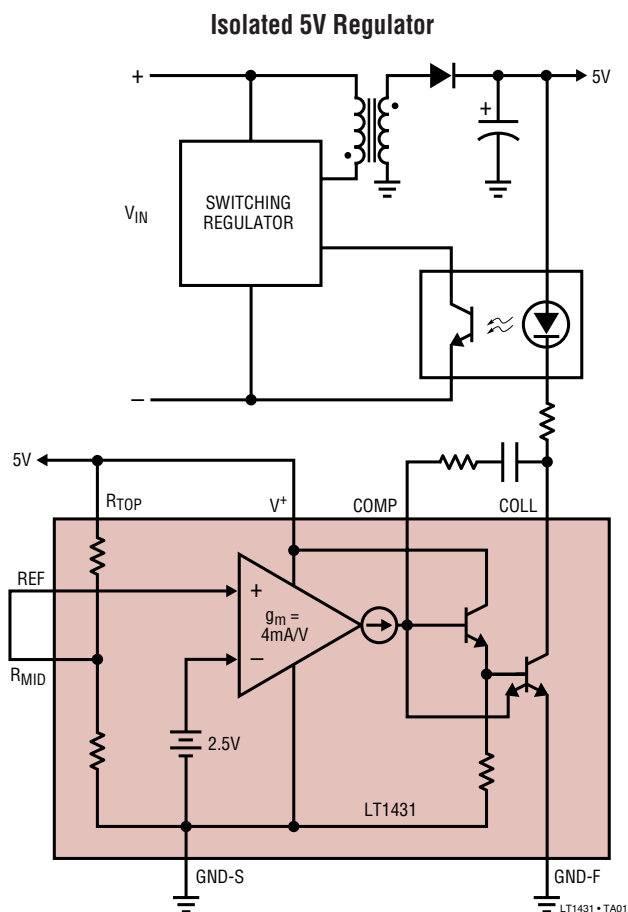 Isolated 5V Regulator
+
5V
+
SWITCHING
REGULATOR
VIN
–
5V
RTOP
V+
COMP
COLL
REF
+
gm =
4mA/V
–
RMID
2.5V
LT1431
GND-S
GND-F
LT1431 • TA01